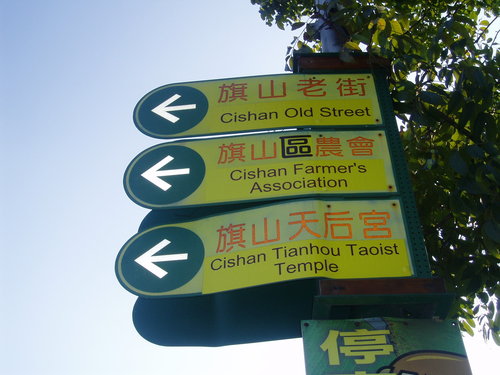 旗山老街
Cishan Old Street
旗山區農會
Cishan Farmer's
Association
旗山天后宮
Cishan Tianhou Taoist
Temple
停